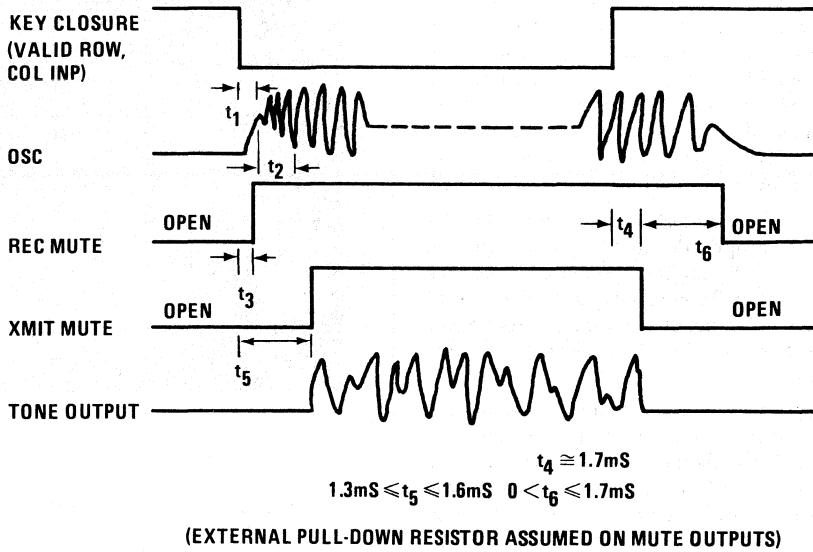 KEY CLOSURE
(VALID ROW,
COL INP)
t1
OSC
t2
OPEN
t4
OPEN
REC MUTE
t6
t3
OPEN
OPEN
XMIT MUTE
t5
TONE OUTPUT
t4 ≅ 1.7mS
1.3mS ⩽ t5 ⩽ 1.6mS 0 < t6 ⩽ 1.7mS
(EXTERNAL PULL-DOWN RESISTOR ASSUMED ON MUTE OUTPUTS)